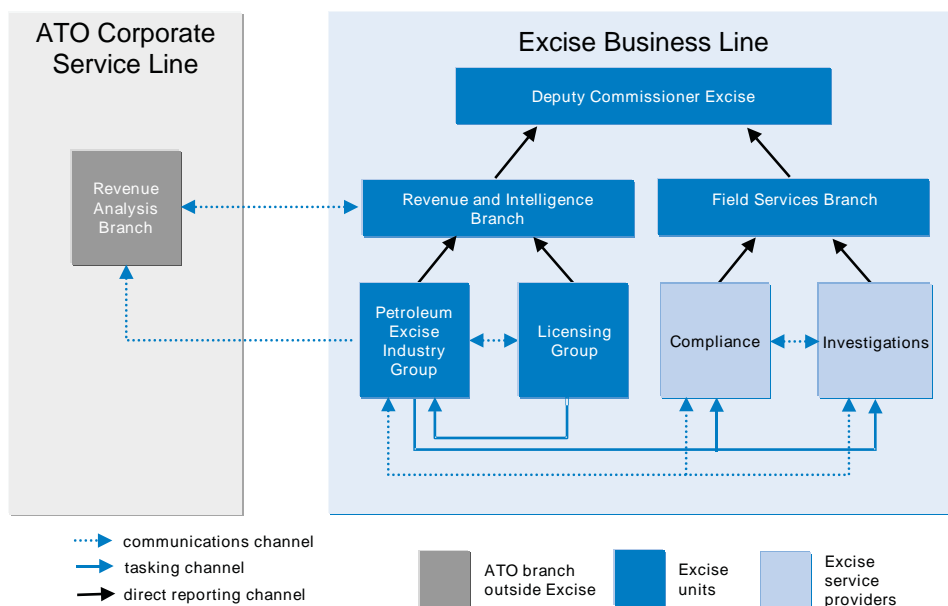 ATO Corporate
Service Line
Excise Business Line
Deputy Commissioner Excise
Revenue
Analysis
Branch
Revenue and Intelligence
Branch
Field Services Branch
Petroleum
Excise
Industry
Group
Licensing
Group
Compliance
Investigations
communications channel
tasking channel
direct reporting channel
ATO branch
outside Excise
Excise
units
Excise
service
providers